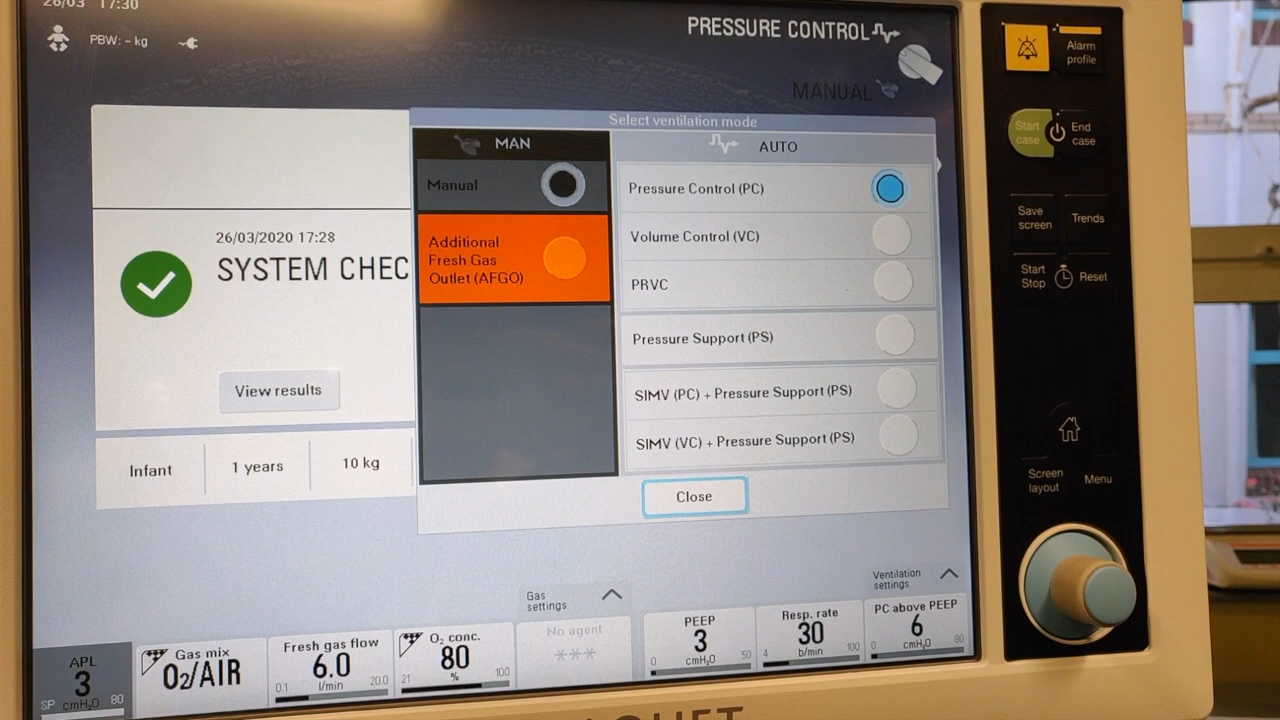 26/03 17:30
PBW: - kg
PRESSURE CONTROL
MANUAL
Select ventilation mode
MAN
AUTO
Manual
Additional
Fresh Gas
Outlet (AFGO)
Pressure Control (PC)
Volume Control (VC)
PRVC
Pressure Support (PS)
SIMV (PC) + Pressure Support (PS)
SIMV (VC) + Pressure Support (PS)
Close
26/03/2020 17:28
SYSTEM CHEC
View results
Infant
1 years
10 kg
Gas
settings
Ventilation
settings
APL
3
SP cmH₂O 80
Gas mix
O₂/AIR
Fresh gas flow
6.0
0.1 l/min 20.0
O₂ conc.
80
21 % 100
No agent
***
PEEP
3
0 cmH₂O 50
Resp. rate
30
4 b/min 100
PC above PEEP
6
0 cmH₂O 80
Alarm
profile
Start
case
End
case
Save
screen
Trends
Start
Stop
Reset
Screen
layout
Menu